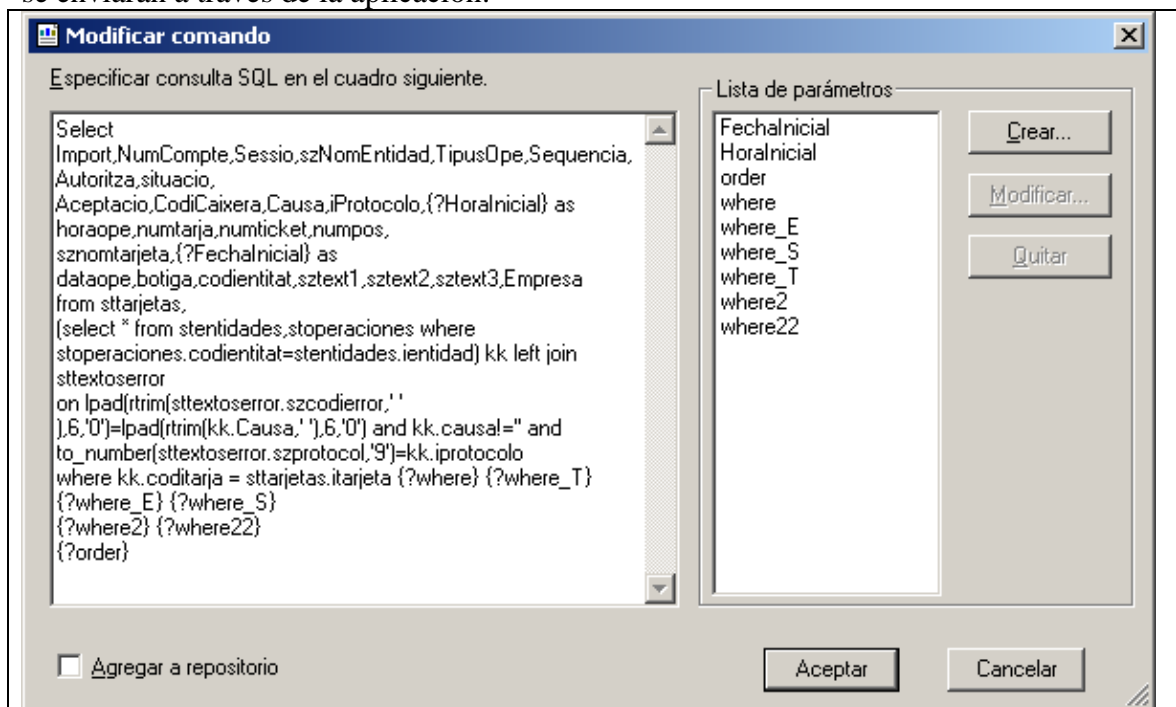 se enviarán a través de la aplicación.
Modificar comando
Especificar consulta SQL en el cuadro siguiente.
Select
Import,NumCompte,Sessio,szNomEntidad,TipusOpe,Sequencia,
Autoritza,situacio,
Aceptacio,CodiCaixera,Causa,iProtocolo,{?HoraInicial} as
horaope,numtarja,numticket,numpos,
sznomtarjeta,{?FechaInicial} as
dataope,botiga,codientitat,sztext1,sztext2,sztext3,Empresa
from sttarjetas,
(select * from stentidades,stoperaciones where
stoperaciones.codientitat=stentidades.ientidad) kk left join
sttextoserror
on lpad(rtrim(sttextoserror.szcodierror,' '
),6,'0')=lpad(rtrim(kk.Causa,' '),6,'0') and kk.causa!='' and
to_number(sttextoserror.szprotocol,'9')=kk.iprotocolo
where kk.coditarja = sttarjetas.itarjeta {?where} {?where_T}
{?where_E} {?where_S}
{?where2} {?where22}
{?order}
Lista de parámetros
FechaInicial
HoraInicial
order
where
where_E
where_S
where_T
where2
where22
Crear...
Modificar...
Quitar
Agregar a repositorio
Aceptar
Cancelar